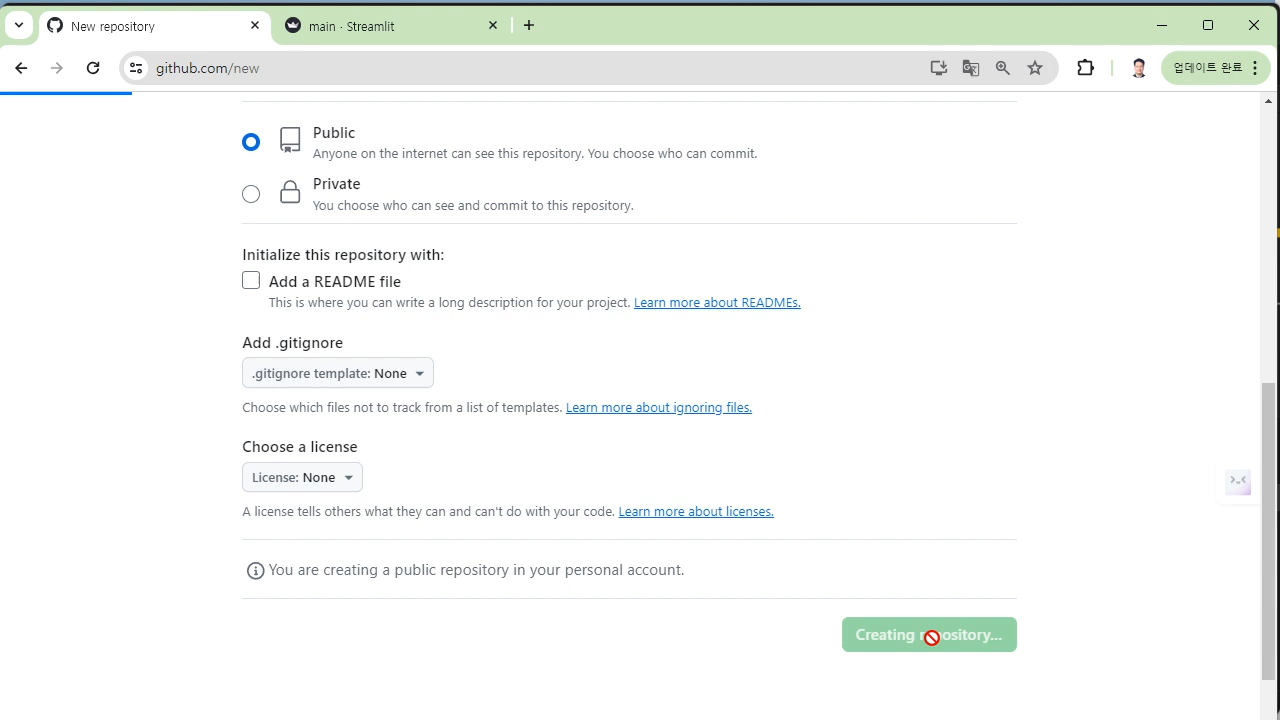 New repository
main · Streamlit
github.com/new
업데이트 완료
Public
Anyone on the internet can see this repository. You choose who can commit.
Private
You choose who can see and commit to this repository.
Initialize this repository with:
Add a README file
This is where you can write a long description for your project. Learn more about READMEs.
Add .gitignore
.gitignore template: None
Choose which files not to track from a list of templates. Learn more about ignoring files.
Choose a license
License: None
A license tells others what they can and can't do with your code. Learn more about licenses.
You are creating a public repository in your personal account.
Creating repository...